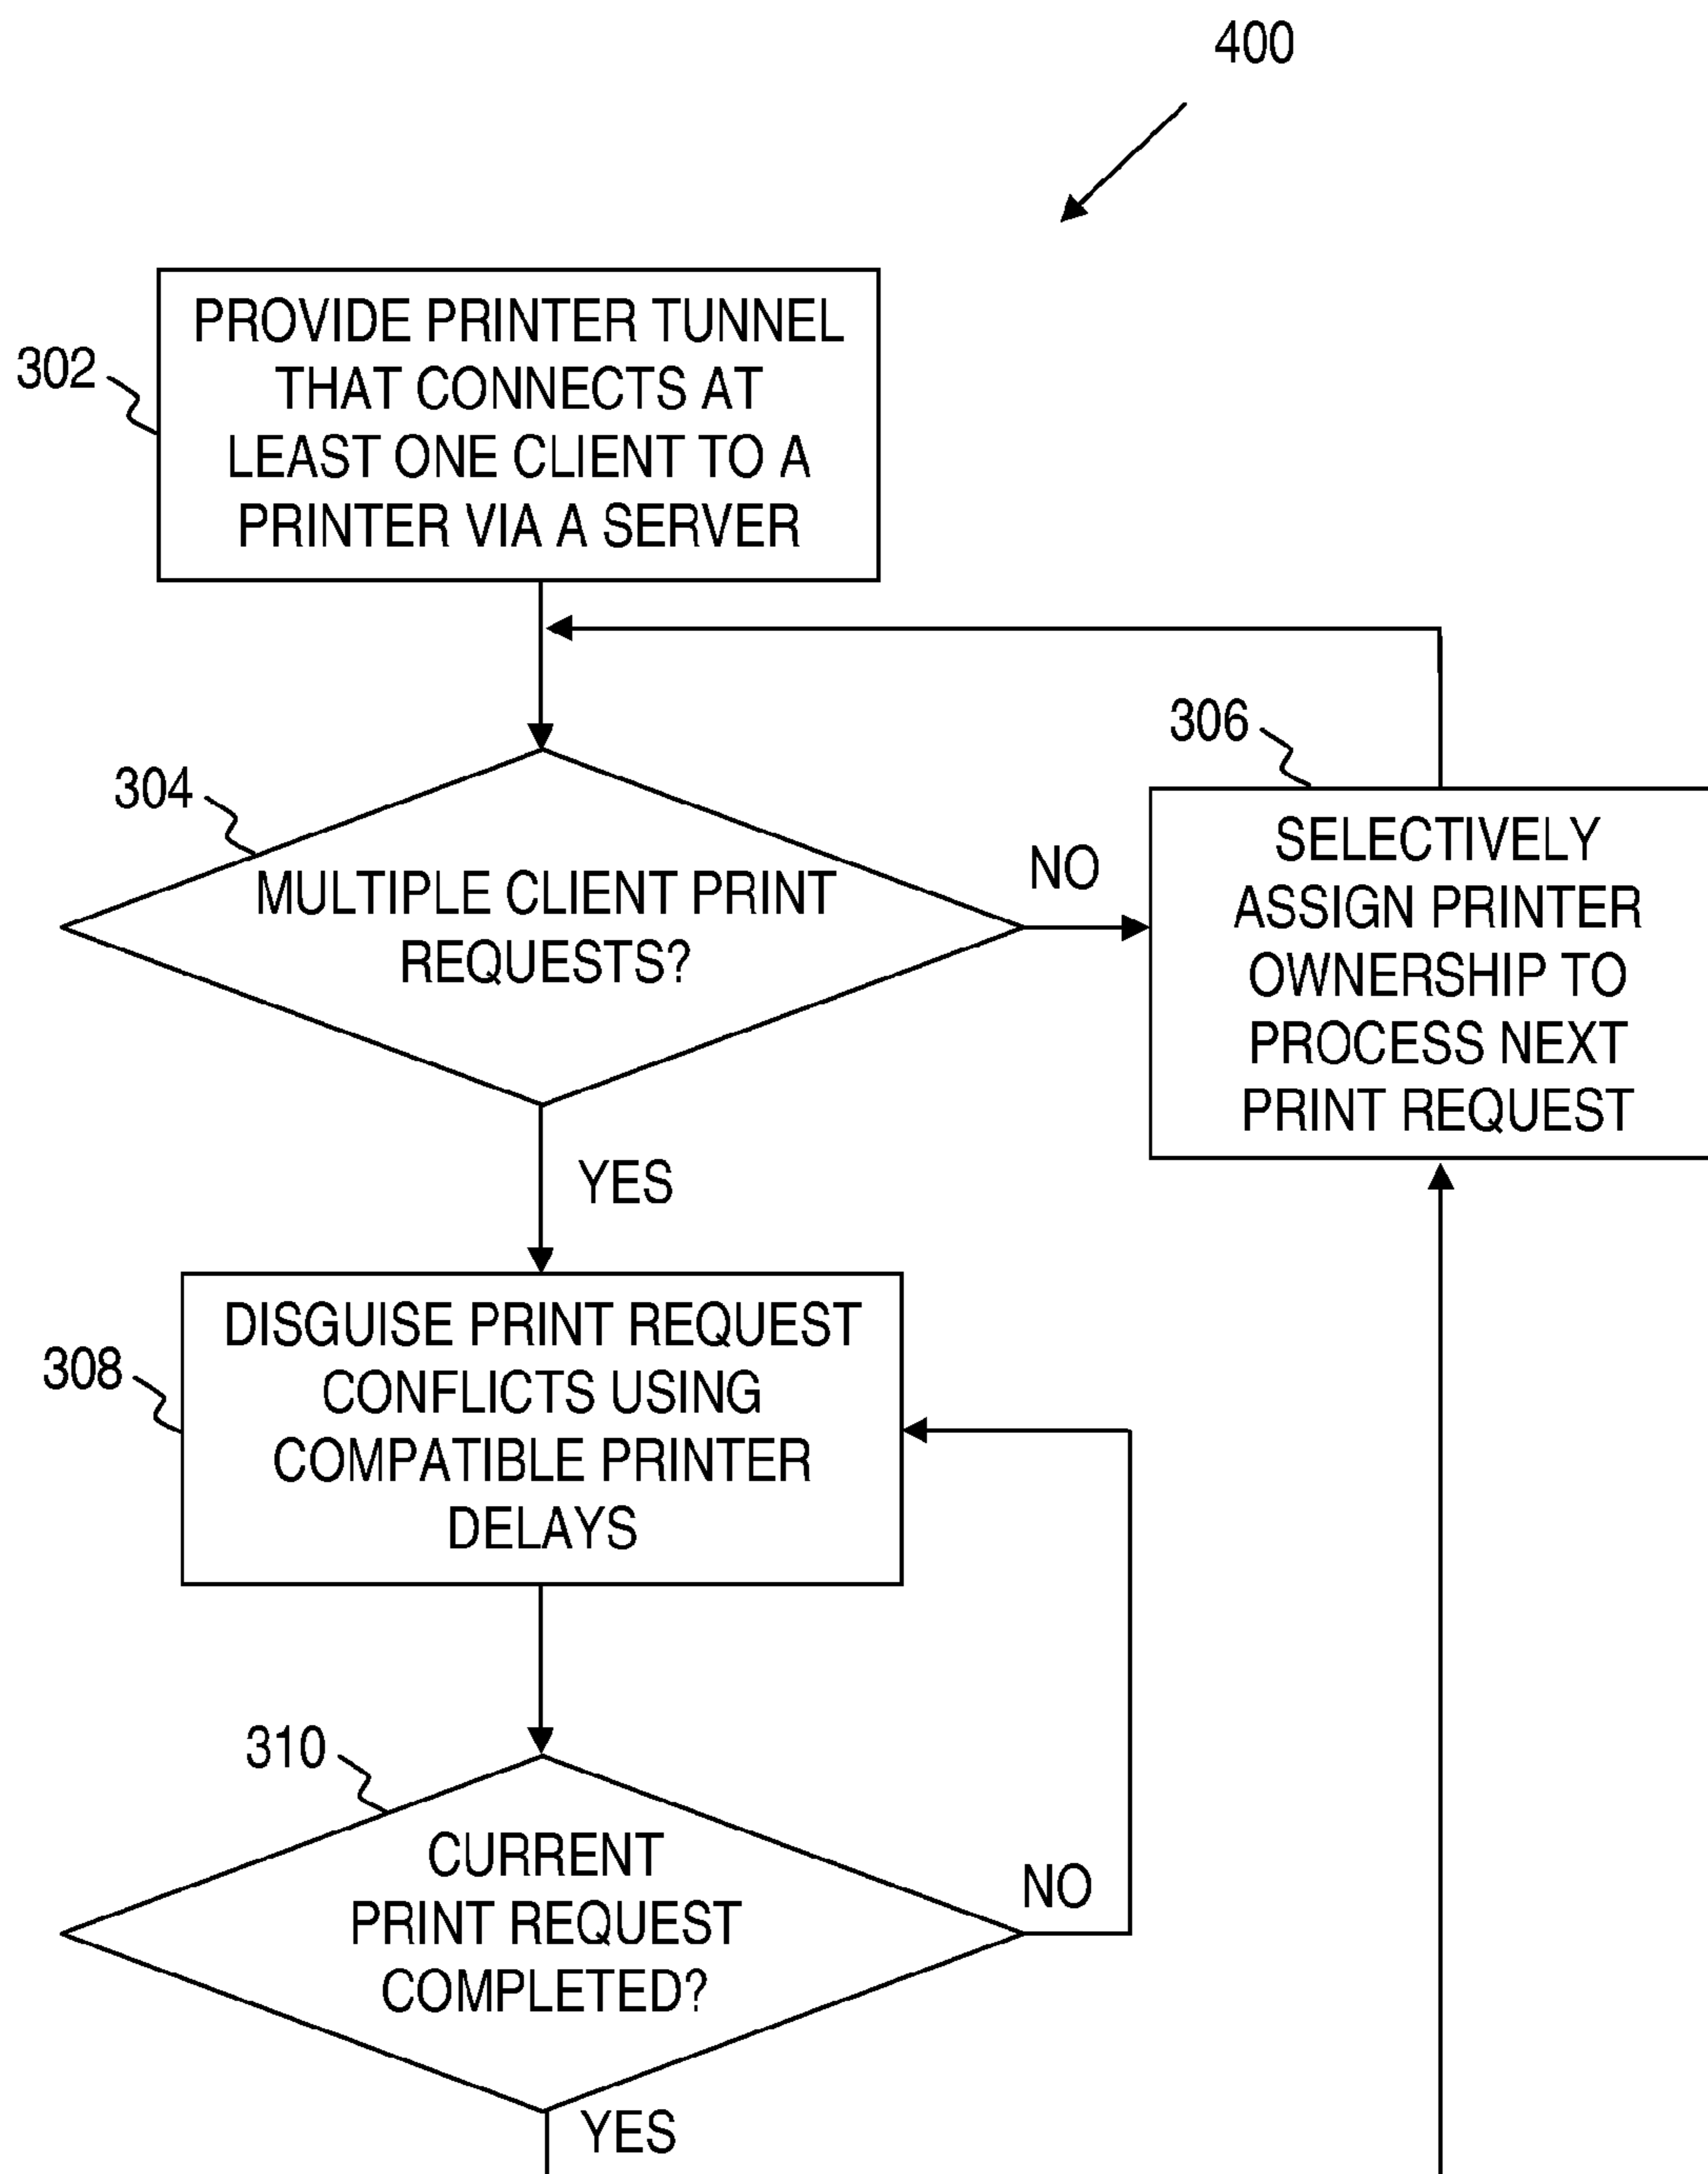 400
302
PROVIDE PRINTER TUNNEL
THAT CONNECTS AT
LEAST ONE CLIENT TO A
PRINTER VIA A SERVER
304
MULTIPLE CLIENT PRINT
REQUESTS?
NO
306
SELECTIVELY
ASSIGN PRINTER
OWNERSHIP TO
PROCESS NEXT
PRINT REQUEST
YES
308
DISGUISE PRINT REQUEST
CONFLICTS USING
COMPATIBLE PRINTER
DELAYS
310
CURRENT
PRINT REQUEST
COMPLETED?
NO
YES